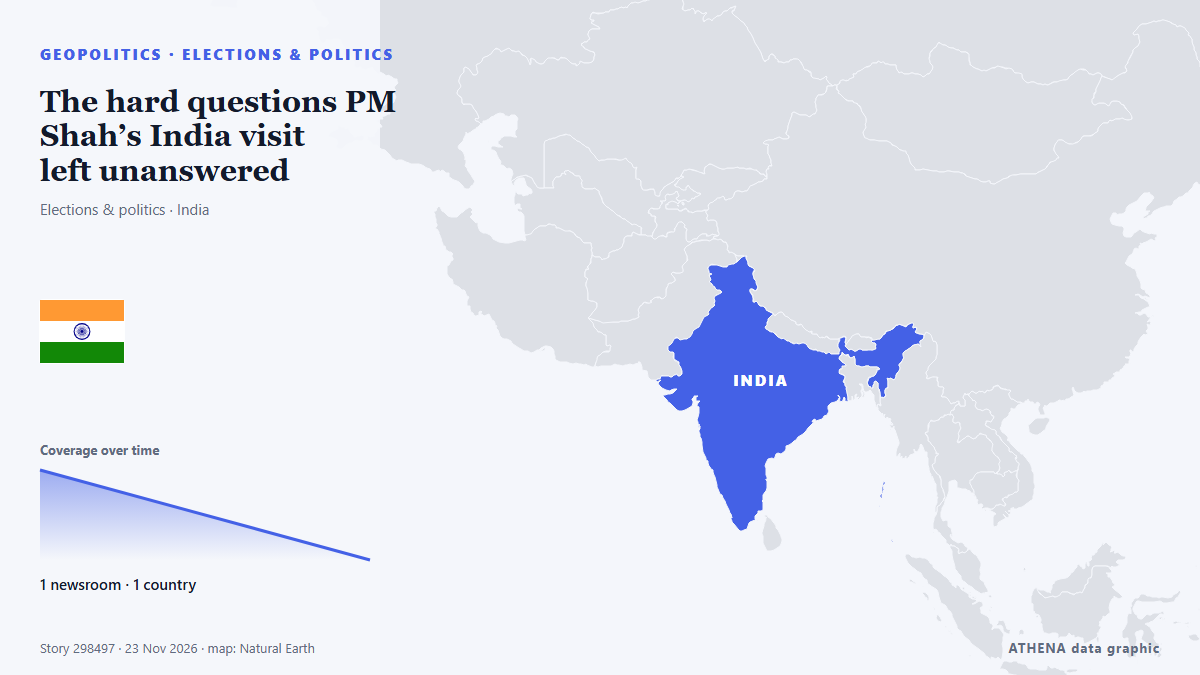 GEOPOLITICS · ELECTIONS & POLITICS
The hard questions PM
Shah’s India visit
left unanswered
Elections & politics · India
INDIA
Coverage over time
1 newsroom · 1 country
Story 298497 · 23 Nov 2026 · map: Natural Earth
ATHENA data graphic